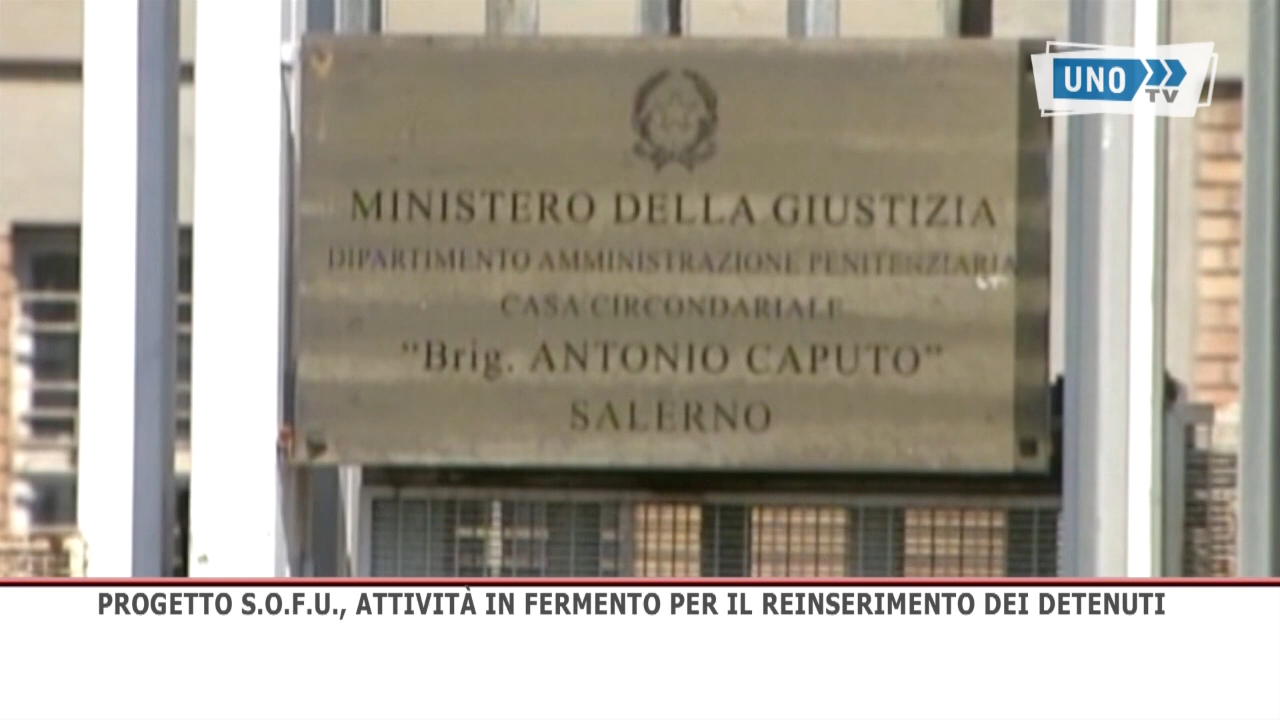 UNO TV
MINISTERO DELLA GIUSTIZIA
DIPARTIMENTO AMMINISTRAZIONE PENITENZIARIA
CASA CIRCONDARIALE
"Brig. ANTONIO CAPUTO"
SALERNO
PROGETTO S.O.F.U., ATTIVITÀ IN FERMENTO PER IL REINSERIMENTO DEI DETENUTI